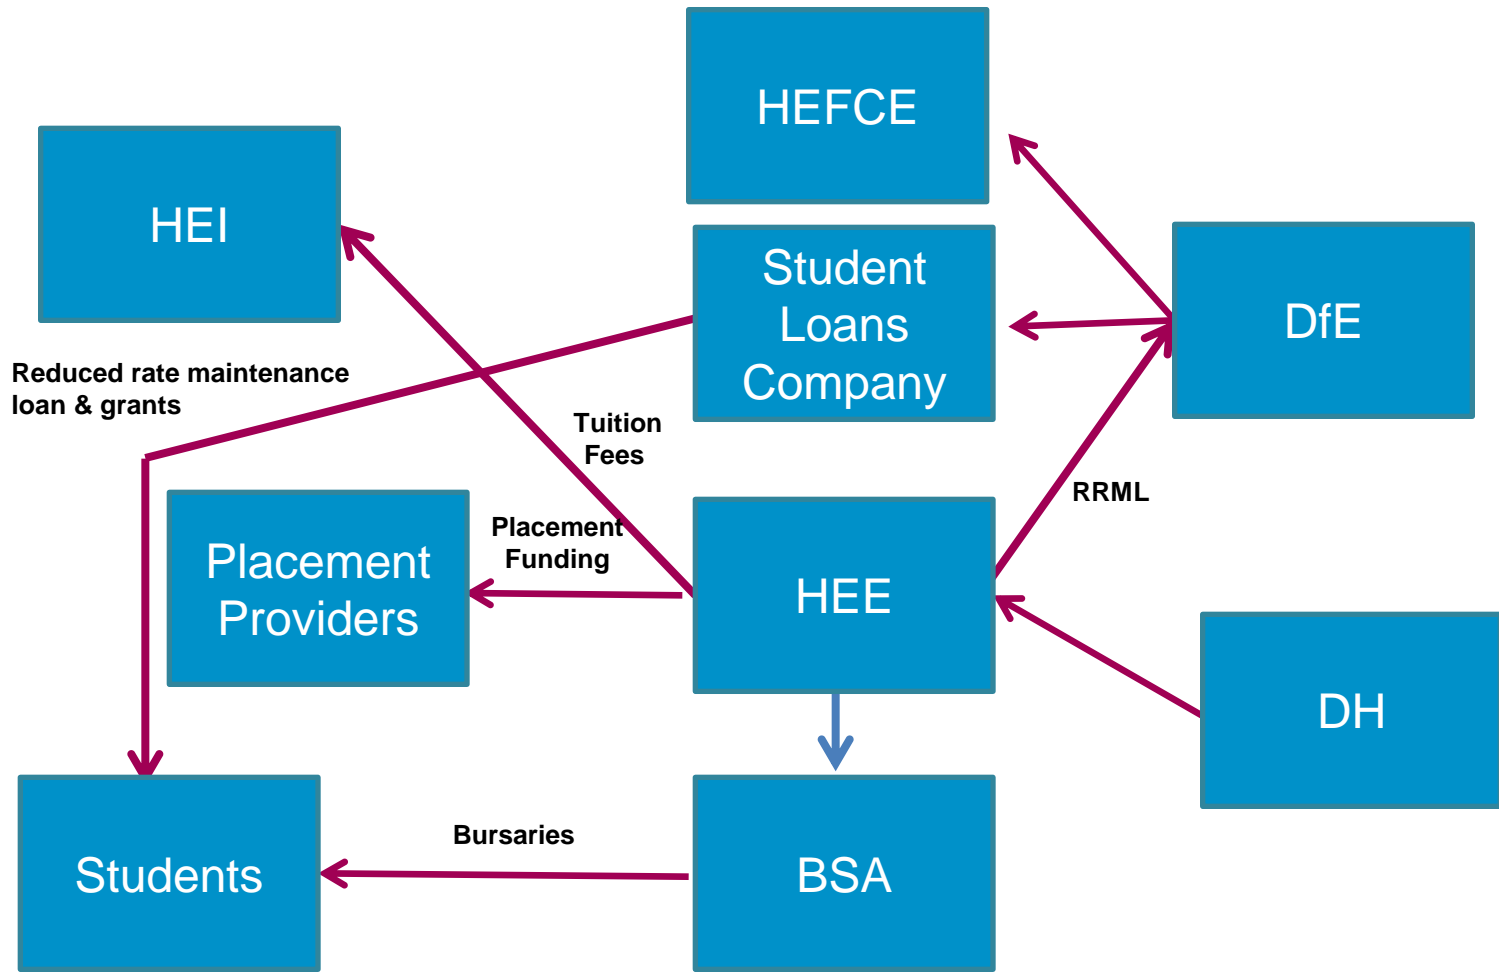 HEFCE
HEI
Student
Loans
Company
DfE
Reduced rate maintenance
loan & grants
Tuition
Fees
RRML
Placement
Funding
Placement
Providers
HEE
DH
Bursaries
Students
BSA